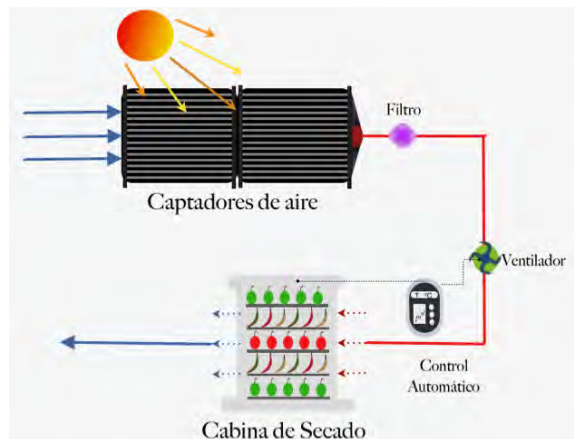 Filtro
Captadores de aire
Ventilador
T °C
Control
Automático
Cabina de Secado